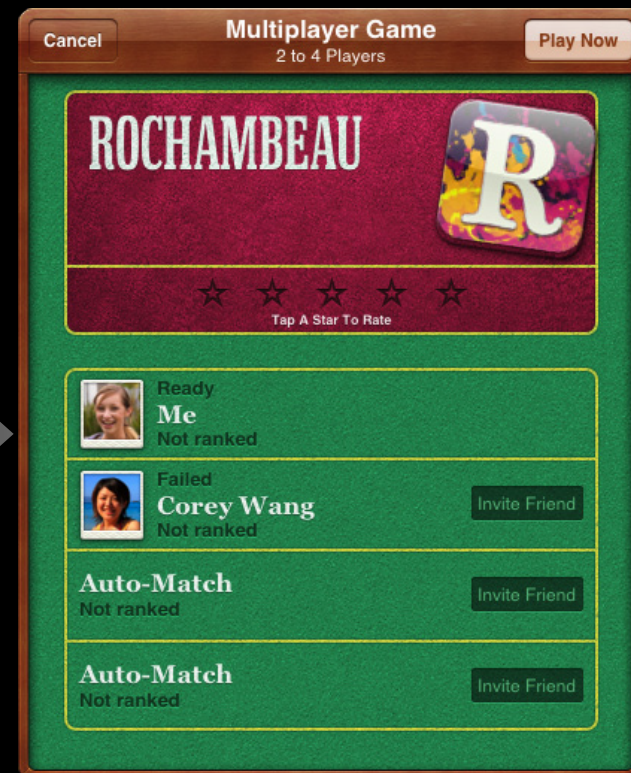 Cancel
Multiplayer Game
Play Now
2 to 4 Players
ROCHAMBEAU
R
Tap A Star To Rate
Ready
Me
Not ranked
Failed
Corey Wang
Invite Friend
Not ranked
Auto-Match
Invite Friend
Not ranked
Auto-Match
Invite Friend
Not ranked